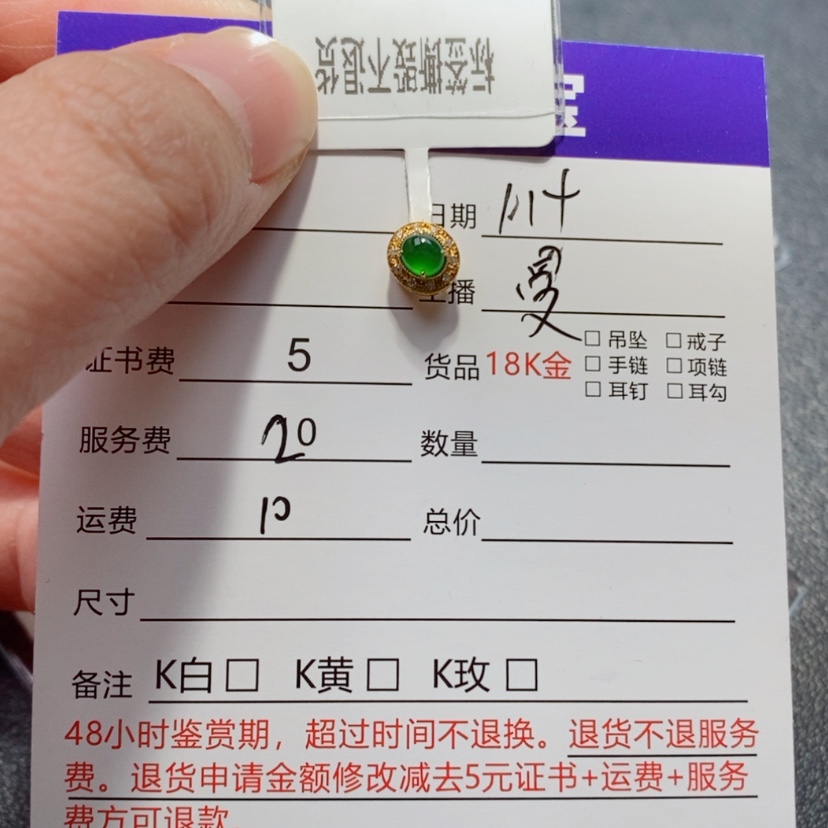 标签撕毁不退货
日期
主播 曼
证书费 5 货品 18K金 □ 吊坠 □ 戒子
□ 手链 □ 项链
□ 耳钉 □ 耳勾
服务费 20 数量
运费 10 总价
尺寸
备注 K白 □ K黄 □ K玫 □
48小时鉴赏期，超过时间不退换。退货不退服务
费。退货申请金额修改减去5元证书+运费+服务
费方可退款.